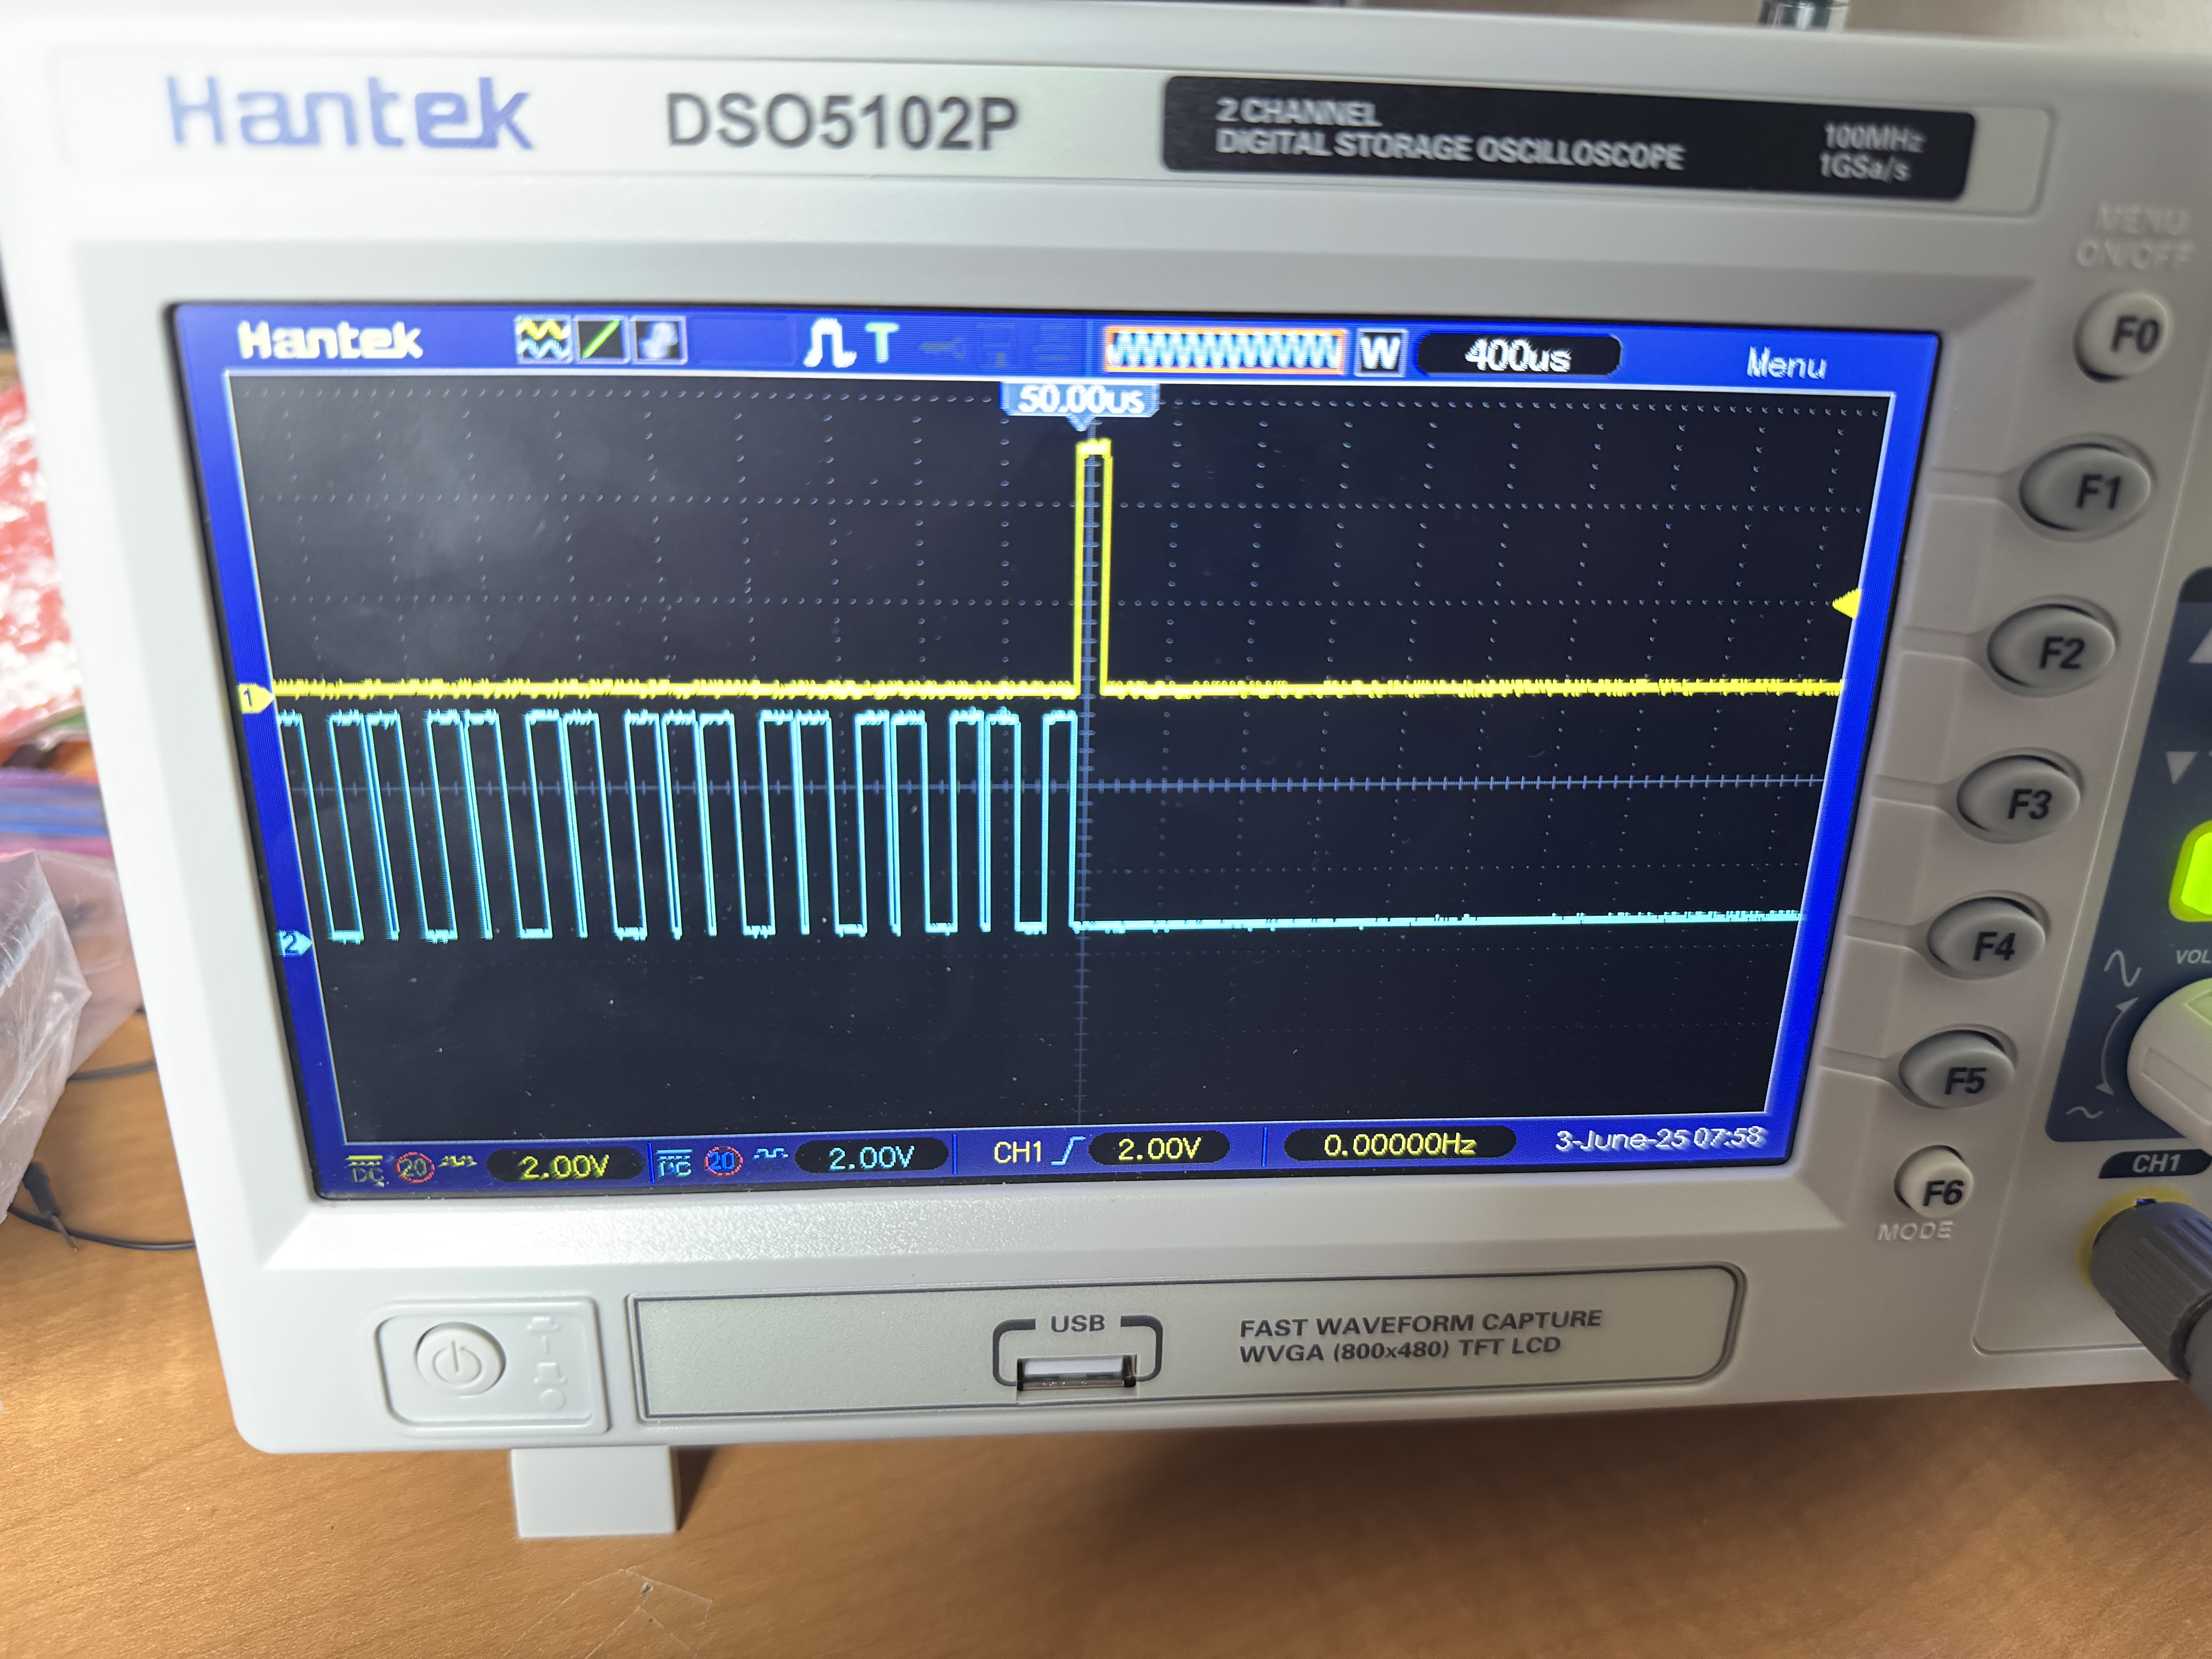 Hantek DSO5102P
2 CHANNEL
DIGITAL STORAGE OSCILLOSCOPE
100MHz
1GSa/s
MENU
ON/OFF
F0
Hantek T W 400us Menu
50.00us
F1
F2
1
F3
2
F4
VOL
F5
DC 20 2.00V DC 20 2.00V CH1 2.00V 0.00000Hz 3-June-25 07:58
CH1
F6
MODE
USB
FAST WAVEFORM CAPTURE
WVGA (800x480) TFT LCD